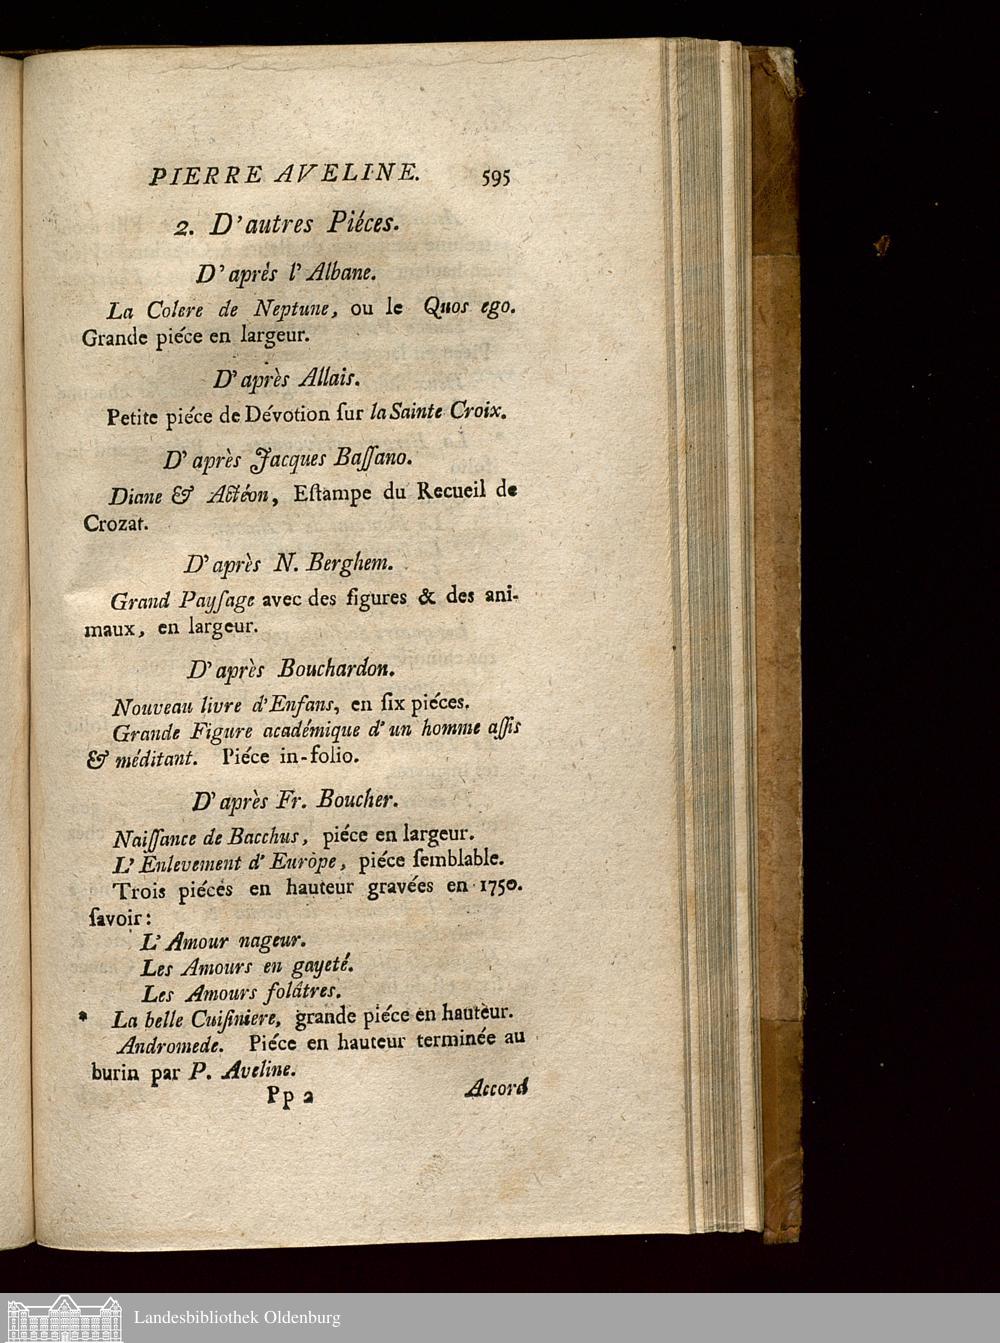 PIERRE AVELINE. 595
2. D'autres Piéces.
D'après l'Albane.
La Colere de Neptune, ou le Quos ego.
Grande piéce en largeur.
D'après Allais.
Petite piéce de Dévotion ſur la Sainte Croix.
D'après Jacques Baſſano.
Diane & Actéon, Eſtampe du Recueil de
Crozat.
D'après N. Berghem.
Grand Payſage avec des figures & des ani-
maux, en largeur.
D'après Bouchardon.
Nouveau livre d'Enfans, en ſix piéces.
Grande Figure académique d'un homme aſſis
& méditant. Piéce in-folio.
D'après Fr. Boucher.
Naiſſance de Bacchus, piéce en largeur.
L'Enlevement d'Europe, piéce ſemblable.
Trois piéces en hauteur gravées en 1750.
ſavoir:
L'Amour nageur.
Les Amours en gayeté.
Les Amours folâtres.
* La belle Cuiſiniere, grande piéce en hauteur.
Andromede. Piéce en hauteur terminée au
burin par P. Aveline.
Pp 2 Accord
Landesbibliothek Oldenburg